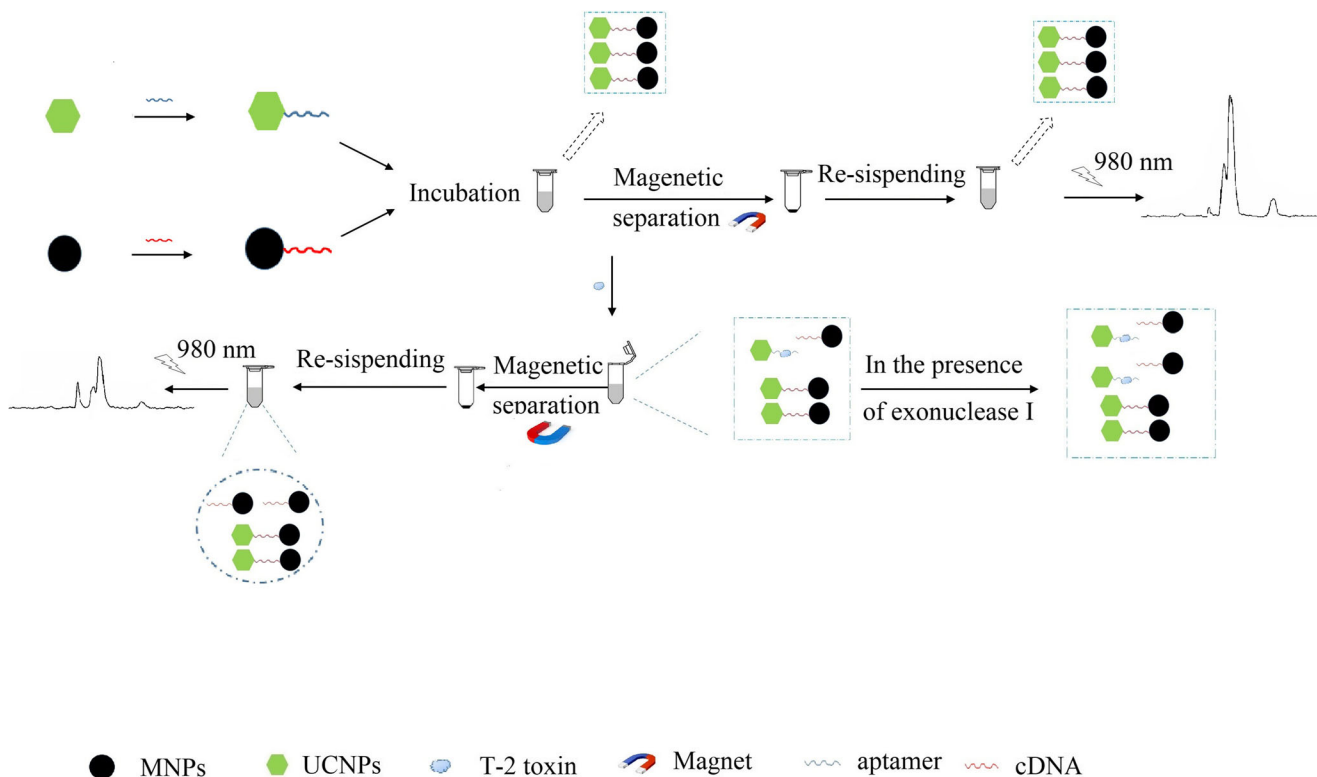 Incubation
Magenetic
separation
Re-sispending
980 nm
980 nm
Re-sispending
Magenetic
separation
In the presence
of exonuclease I
MNPs
UCNPs
T-2 toxin
Magnet
aptamer
cDNA